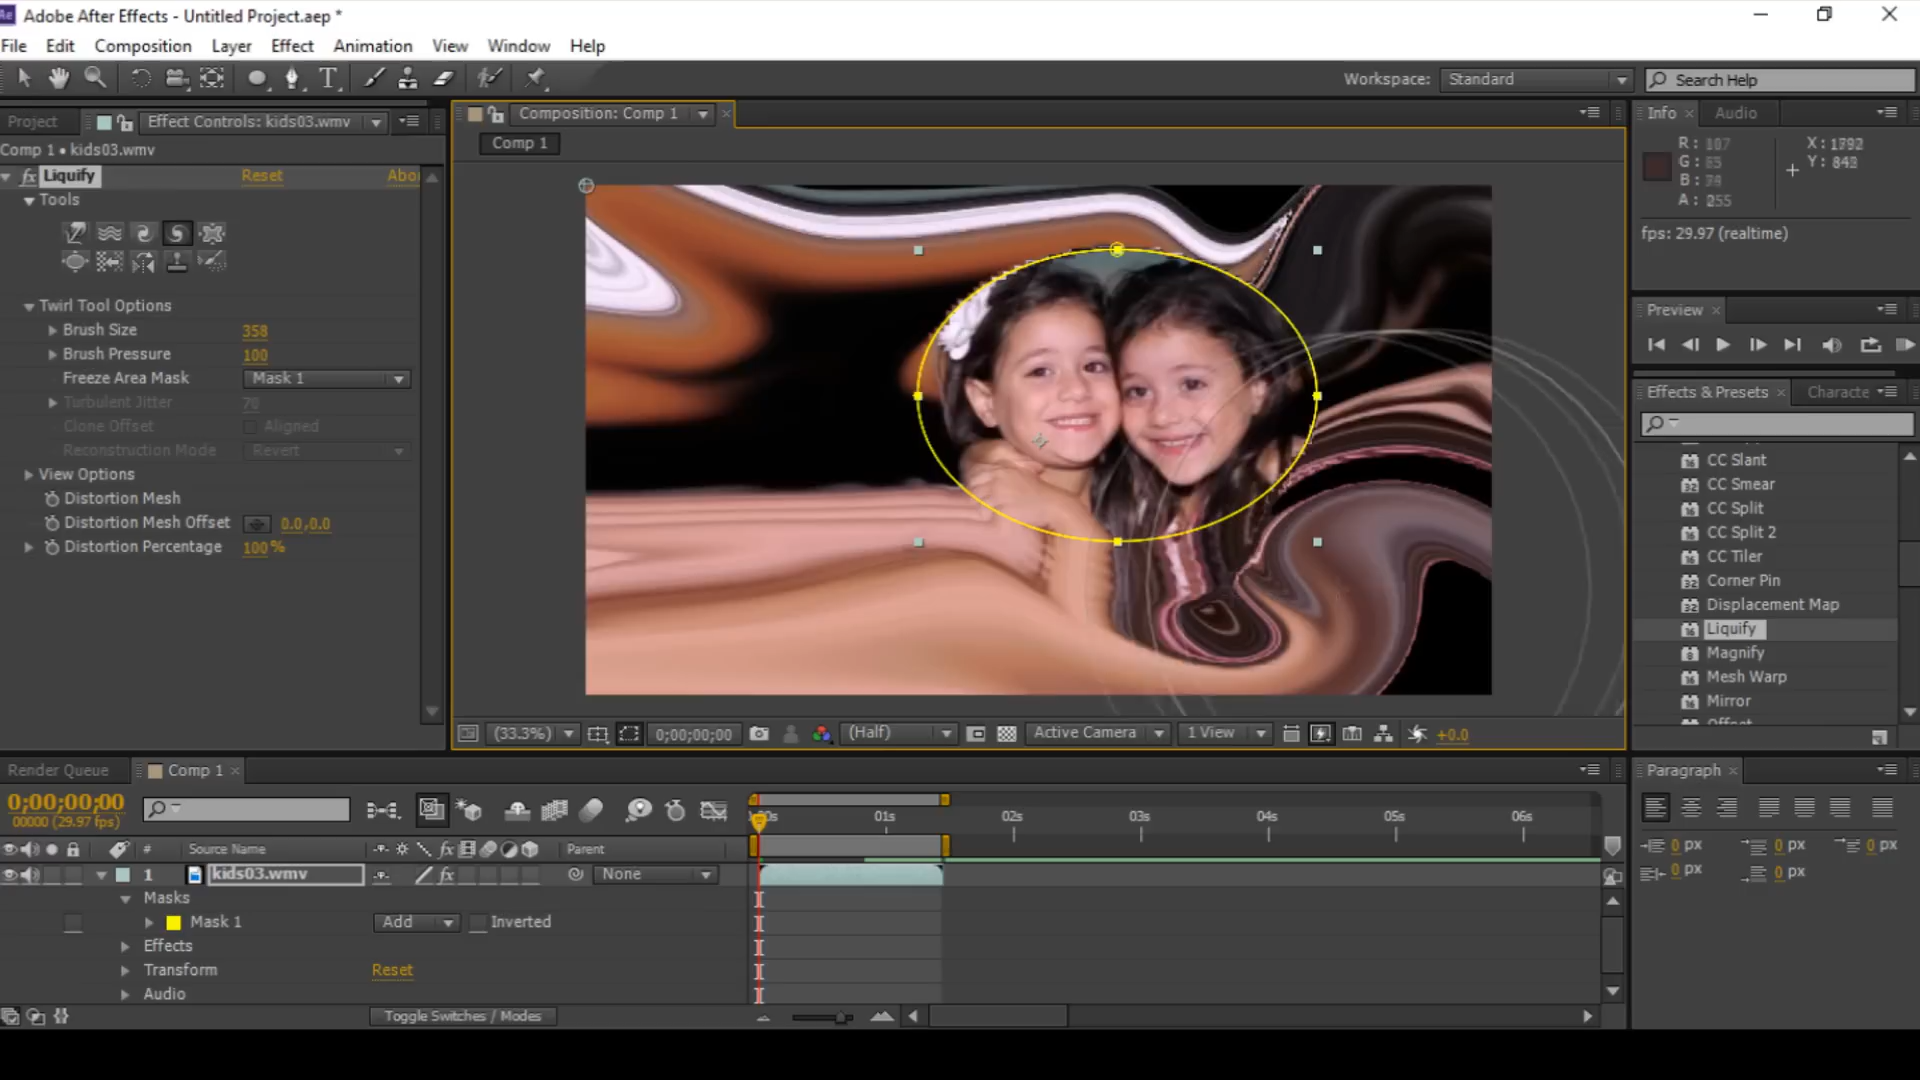 Ae Adobe After Effects - Untitled Project.aep *
File Edit Composition Layer Effect Animation View Window Help
T Workspace: Standard Search Help
Project Effect Controls: kids03.wmv
Comp 1 • kids03.wmv
fx Liquify Reset Abo
Tools
Twirl Tool Options
Brush Size 358
Brush Pressure 100
Freeze Area Mask Mask 1
Turbulent Jitter 70
Clone Offset Aligned
Reconstruction Mode Revert
View Options
Distortion Mesh
Distortion Mesh Offset 0.0,0.0
Distortion Percentage 100%
Composition: Comp 1
Comp 1
(33.3%) 0;00;00;00 (Half) Active Camera 1 View +0.0
Info Audio
R: X: 1792
G: Y: 843
B:
A: 255
fps: 29.97 (realtime)
Preview
Effects & Presets Characte
CC Slant
CC Smear
CC Split
CC Split 2
CC Tiler
Corner Pin
Displacement Map
Liquify
Magnify
Mesh Warp
Mirror
Offset
Render Queue Comp 1
0;00;00;00
00000 (29.97 fps)
01s 02s 03s 04s 05s 06s
# Source Name fx Parent
1 kids03.wmv fx None
Masks
Mask 1 Add Inverted
Effects
Transform Reset
Audio
Toggle Switches / Modes
Paragraph
0 px 0 px 0 px
0 px 0 px